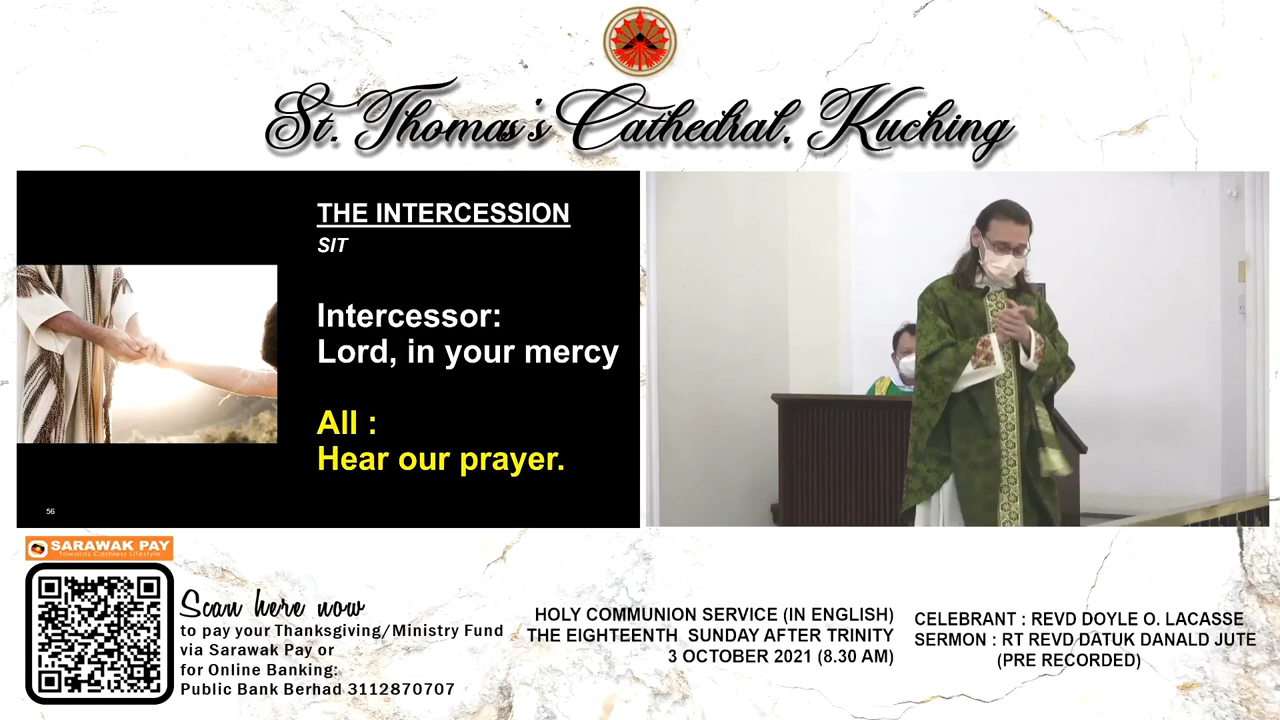 St. Thomas's Cathedral, Kuching
THE INTERCESSION
SIT
Intercessor:
Lord, in your mercy
All :
Hear our prayer.
56
SARAWAK PAY
Towards Cashless Lifestyle
Scan here now
to pay your Thanksgiving/Ministry Fund
via Sarawak Pay or
for Online Banking:
Public Bank Berhad 3112870707
HOLY COMMUNION SERVICE (IN ENGLISH)
THE EIGHTEENTH SUNDAY AFTER TRINITY
3 OCTOBER 2021 (8.30 AM)
CELEBRANT : REVD DOYLE O. LACASSE
SERMON : RT REVD DATUK DANALD JUTE
(PRE RECORDED)